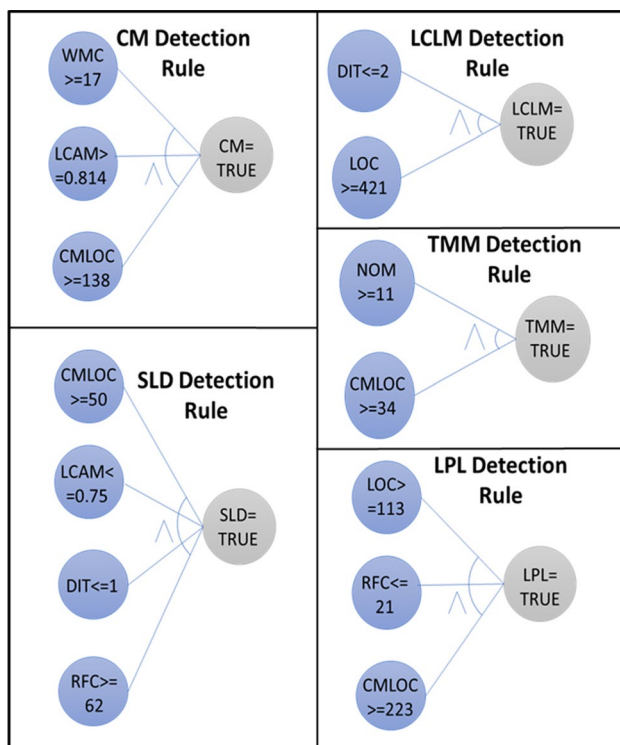 CM Detection
Rule
WMC
>=17
LCAM>
=0.814
CMLOC
>=138
Λ
CM=
TRUE
LCLM Detection
Rule
DIT<=2
LOC
>=421
Λ
LCLM=
TRUE
TMM Detection
Rule
NOM
>=11
CMLOC
>=34
Λ
TMM=
TRUE
SLD Detection
Rule
CMLOC
>=50
LCAM<
=0.75
DIT<=1
RFC>=
62
Λ
SLD=
TRUE
LPL Detection
Rule
LOC>
=113
RFC<=
21
CMLOC
>=223
Λ
LPL=
TRUE